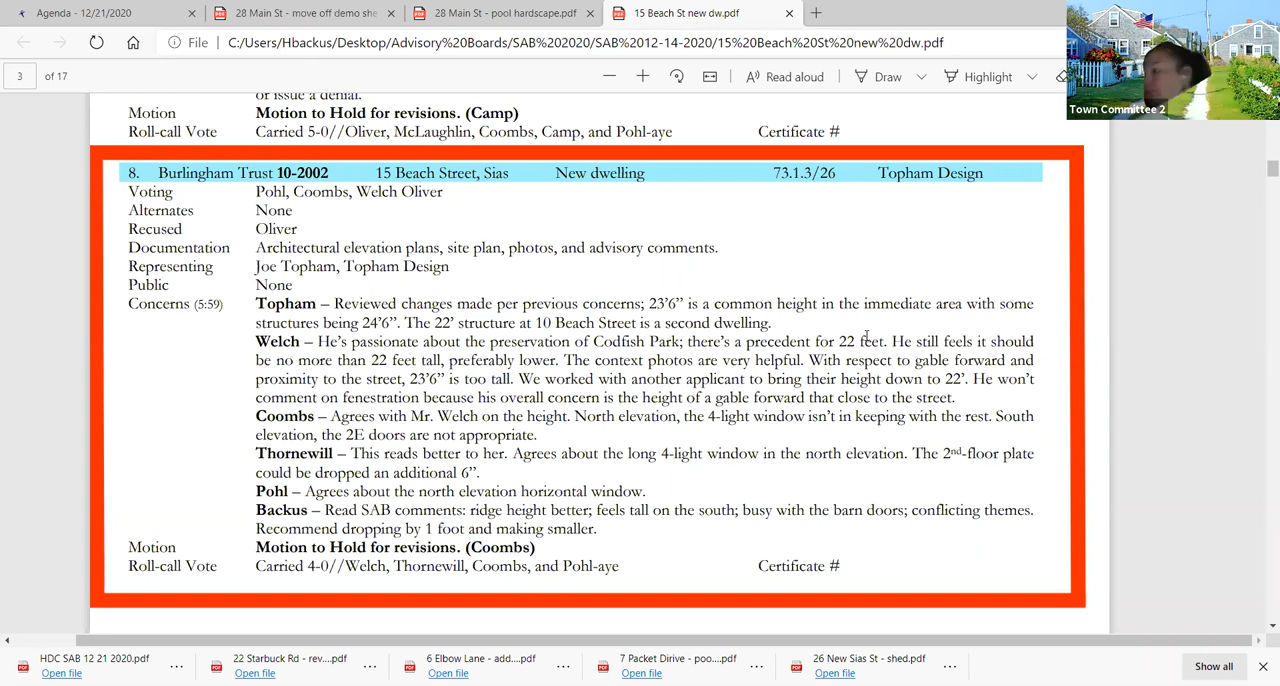 Agenda - 12/21/2020
28 Main St - move off demo she
28 Main St - pool hardscape.pdf
15 Beach St new dw.pdf
File
C:/Users/Hbackus/Desktop/Advisory%20Boards/SAB%202020/SAB%2012-14-2020/15%20Beach%20St%20new%20dw.pdf
3 of 17
Read aloud
Draw
Highlight
Town Committee 2
or issue a denial.
Motion Motion to Hold for revisions. (Camp)
Roll-call Vote Carried 5-0//Oliver, McLaughlin, Coombs, Camp, and Pohl-aye Certificate #
8. Burlingham Trust 10-2002 15 Beach Street, Sias New dwelling 73.1.3/26 Topham Design
Voting Pohl, Coombs, Welch Oliver
Alternates None
Recused Oliver
Documentation Architectural elevation plans, site plan, photos, and advisory comments.
Representing Joe Topham, Topham Design
Public None
Concerns (5:59) Topham – Reviewed changes made per previous concerns; 23’6” is a common height in the immediate area with some
structures being 24’6”. The 22’ structure at 10 Beach Street is a second dwelling.
Welch – He’s passionate about the preservation of Codfish Park; there’s a precedent for 22 feet. He still feels it should
be no more than 22 feet tall, preferably lower. The context photos are very helpful. With respect to gable forward and
proximity to the street, 23’6” is too tall. We worked with another applicant to bring their height down to 22’. He won’t
comment on fenestration because his overall concern is the height of a gable forward that close to the street.
Coombs – Agrees with Mr. Welch on the height. North elevation, the 4-light window isn’t in keeping with the rest. South
elevation, the 2E doors are not appropriate.
Thornewill – This reads better to her. Agrees about the long 4-light window in the north elevation. The 2nd-floor plate
could be dropped an additional 6”.
Pohl – Agrees about the north elevation horizontal window.
Backus – Read SAB comments: ridge height better; feels tall on the south; busy with the barn doors; conflicting themes.
Recommend dropping by 1 foot and making smaller.
Motion Motion to Hold for revisions. (Coombs)
Roll-call Vote Carried 4-0//Welch, Thornewill, Coombs, and Pohl-aye Certificate #
HDC SAB 12 21 2020.pdf
Open file
22 Starbuck Rd - rev....pdf
Open file
6 Elbow Lane - add....pdf
Open file
7 Packet Dirive - poo....pdf
Open file
26 New Sias St - shed.pdf
Open file
Show all